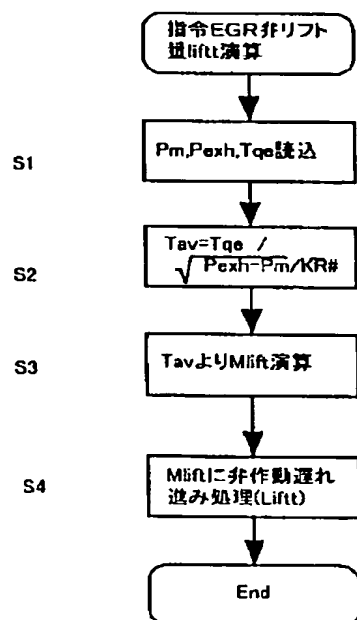 指令EGR弁リフト
量liftt演算
S1
Pm,Pexh,Tqe読込
S2
Tav=Tqe /
√Pexh-Pm/KR#
S3
TavよりMlift演算
S4
Mliftに弁作動遅れ
進み処理(Liftt)
End